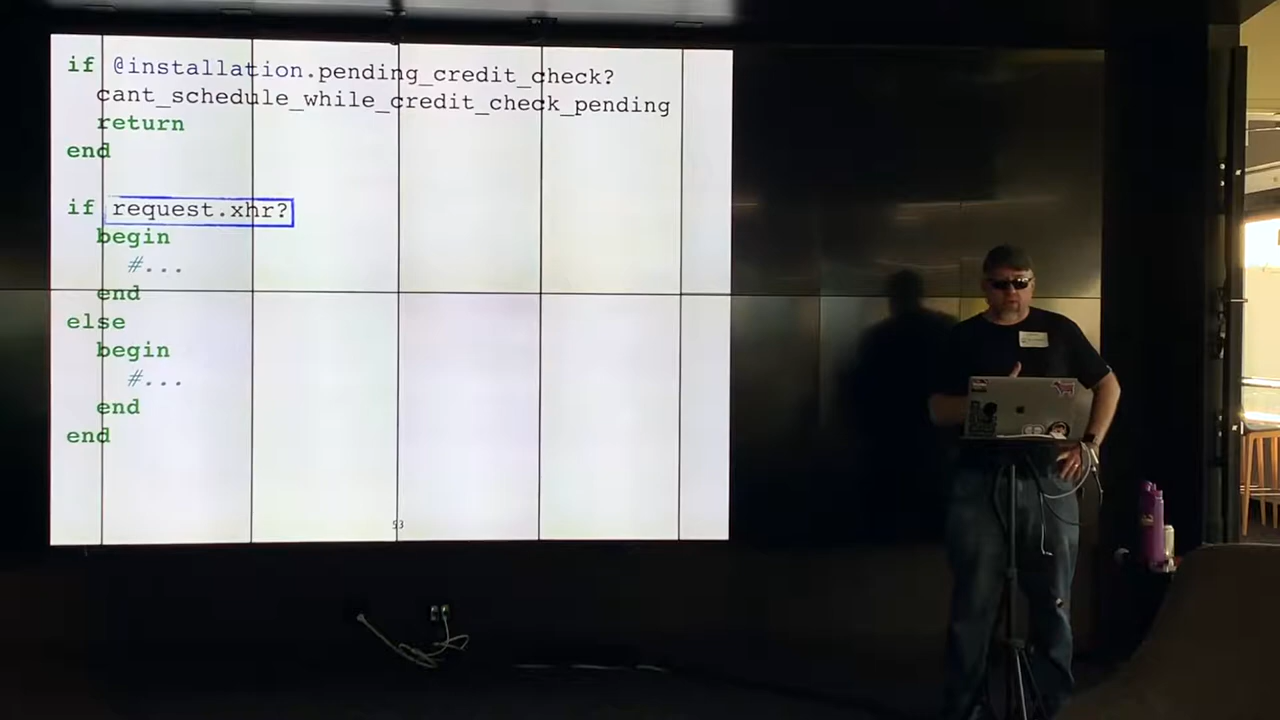 if @installation.pending_credit_check?
cant_schedule_while_credit_check_pending
return
end
if request.xhr?
begin
#...
end
else
begin
#...
end
end
53